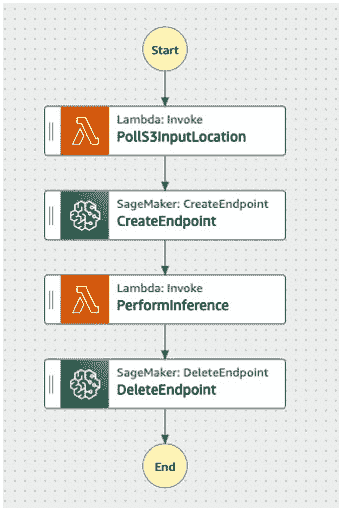 Start
Lambda: Invoke
PollS3InputLocation
SageMaker: CreateEndpoint
CreateEndpoint
Lambda: Invoke
PerformInference
SageMaker: DeleteEndpoint
DeleteEndpoint
End